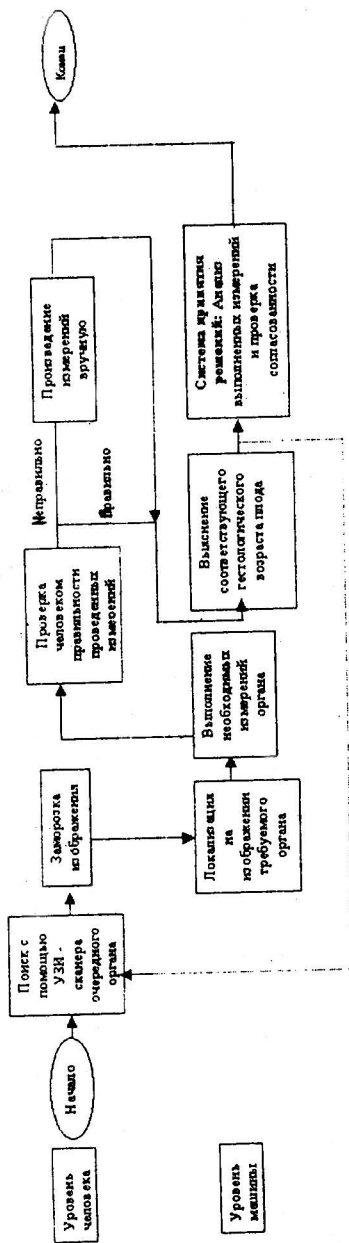 Уровень
человека
Начало
Поиск с
помощью
УЗИ -
сканера
очередного
органа
Заморозка
изображения
Проверка
человеком
правильности
проведенных
измерений
Неправильно
Правильно
Произведение
измерений
вручную
Конец
Уровень
машины
Локализация
на
изображении
требуемого
органа
Выполнение
необходимых
измерений
органа
Выяснение
соответствующего
гестологического
возраста плода
Система принятия
решений: Анализ
выполненных измерений
и проверка
согласованности